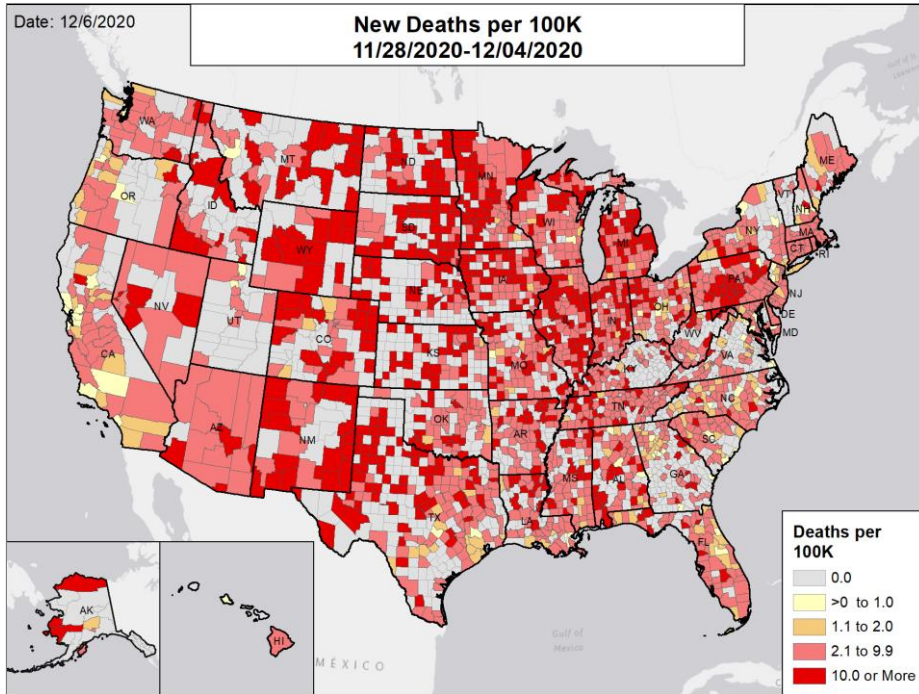 Date: 12/6/2020
New Deaths per 100K
11/28/2020-12/04/2020
WA
MT
ND
MN
ME
OR
ID
SD
WI
VT
NH
NY
MA
CT
RI
WY
MI
IA
PA
NJ
NE
NV
UT
IN
OH
DE
MD
CO
WV
VA
CA
KS
MO
KY
NC
TN
AZ
NM
OK
AR
SC
MS
AL
GA
TX
LA
FL
AK
HI
Gulf of
Mexico
MÉXICO
Deaths per
100K
0.0
>0 to 1.0
1.1 to 2.0
2.1 to 9.9
10.0 or More